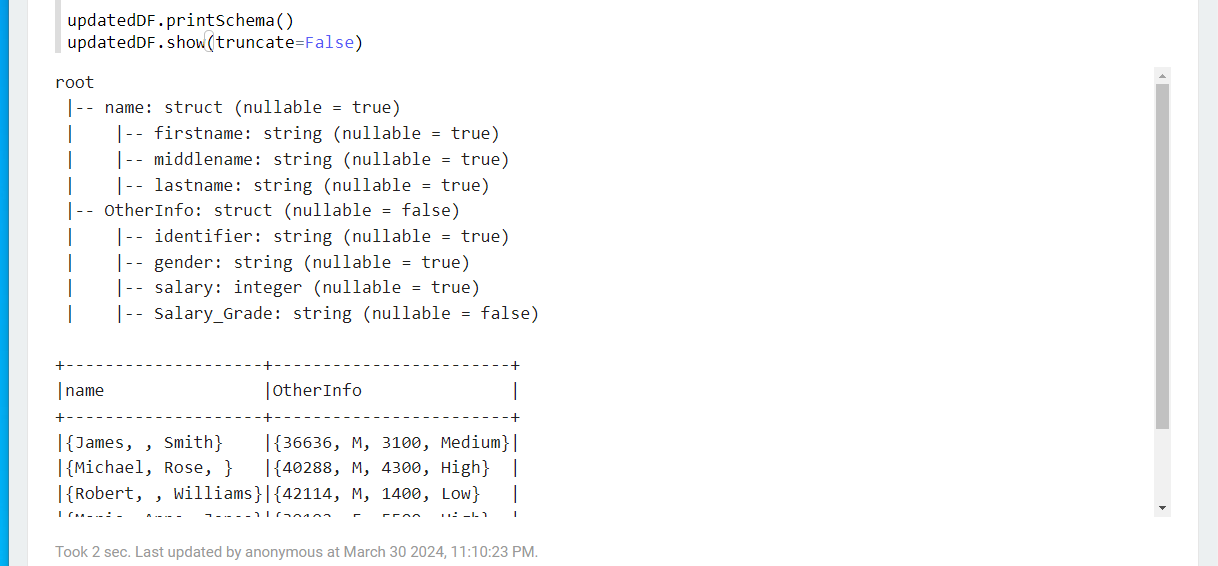 updatedDF.printSchema()
updatedDF.show(truncate=False)
root
 |-- name: struct (nullable = true)
 |    |-- firstname: string (nullable = true)
 |    |-- middlename: string (nullable = true)
 |    |-- lastname: string (nullable = true)
 |-- OtherInfo: struct (nullable = false)
 |    |-- identifier: string (nullable = true)
 |    |-- gender: string (nullable = true)
 |    |-- salary: integer (nullable = true)
 |    |-- Salary_Grade: string (nullable = false)
+--------------------+------------------------+
|name                |OtherInfo               |
+--------------------+------------------------+
|{James, , Smith}    |{36636, M, 3100, Medium}|
|{Michael, Rose, }   |{40288, M, 4300, High}  |
|{Robert, , Williams}|{42114, M, 1400, Low}   |
Took 2 sec. Last updated by anonymous at March 30 2024, 11:10:23 PM.